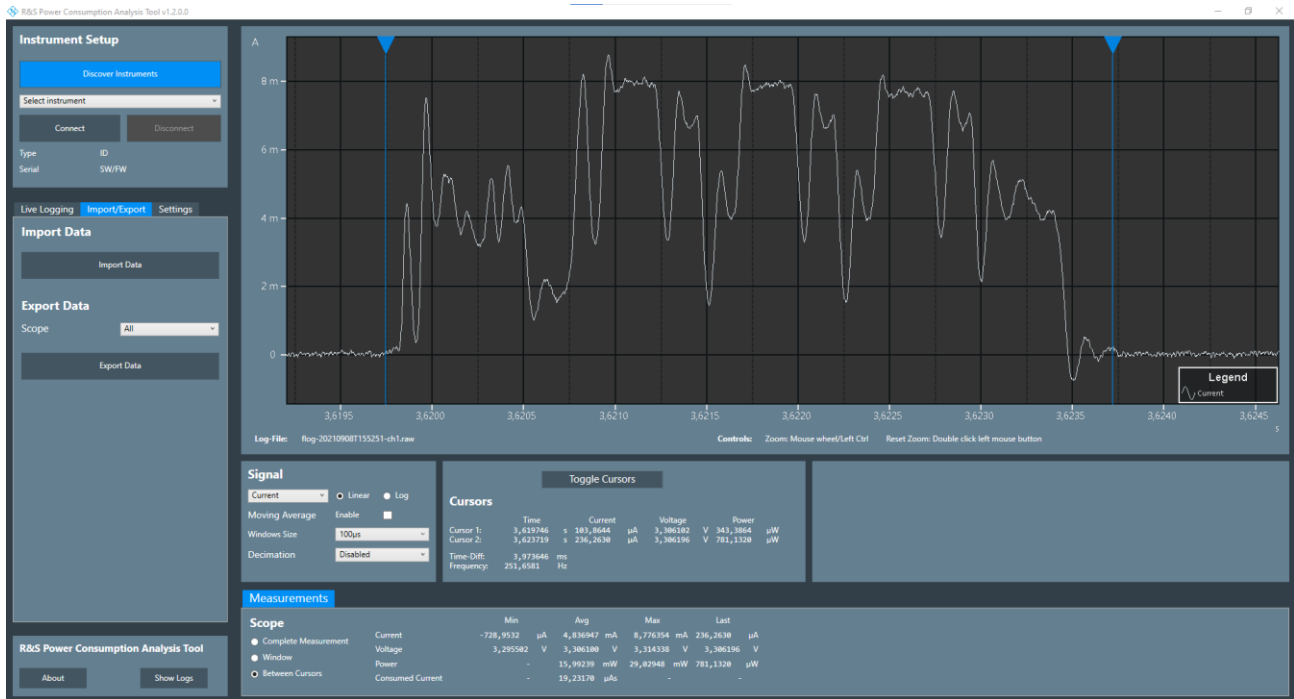 R&S Power Consumption Analysis Tool v1.2.0.0
Instrument Setup
Discover Instruments
Select instrument
Connect Disconnect
Type ID
Serial SW/FW
Live Logging Import/Export Settings
Import Data
Import Data
Export Data
Scope All
Export Data
R&S Power Consumption Analysis Tool
About Show Logs
A
8 m
6 m
4 m
2 m
0
Legend
Current
3,6195 3,6200 3,6205 3,6210 3,6215 3,6220 3,6225 3,6230 3,6235 3,6240 3,6245
s
Log-File: flog-20210908T155251-ch1.raw Controls: Zoom: Mouse wheel/Left Ctrl Reset Zoom: Double click left mouse button
Signal
Current Linear Log
Moving Average Enable
Windows Size 100µs
Decimation Disabled
Toggle Cursors
Cursors
Time Current Voltage Power
Cursor 1: 3,619746 s 103,8644 µA 3,306102 V 343,3864 µW
Cursor 2: 3,623719 s 236,2630 µA 3,306196 V 781,1320 µW
Time-Diff: 3,973646 ms
Frequency: 251,6581 Hz
Measurements
Scope
Complete Measurement
Window
Between Cursors
Min Avg Max Last
Current -728,9532 µA 4,836947 mA 8,776354 mA 236,2630 µA
Voltage 3,295502 V 3,306100 V 3,314338 V 3,306196 V
Power - 15,99239 mW 29,02948 mW 781,1320 µW
Consumed Current - 19,23170 µAs - -